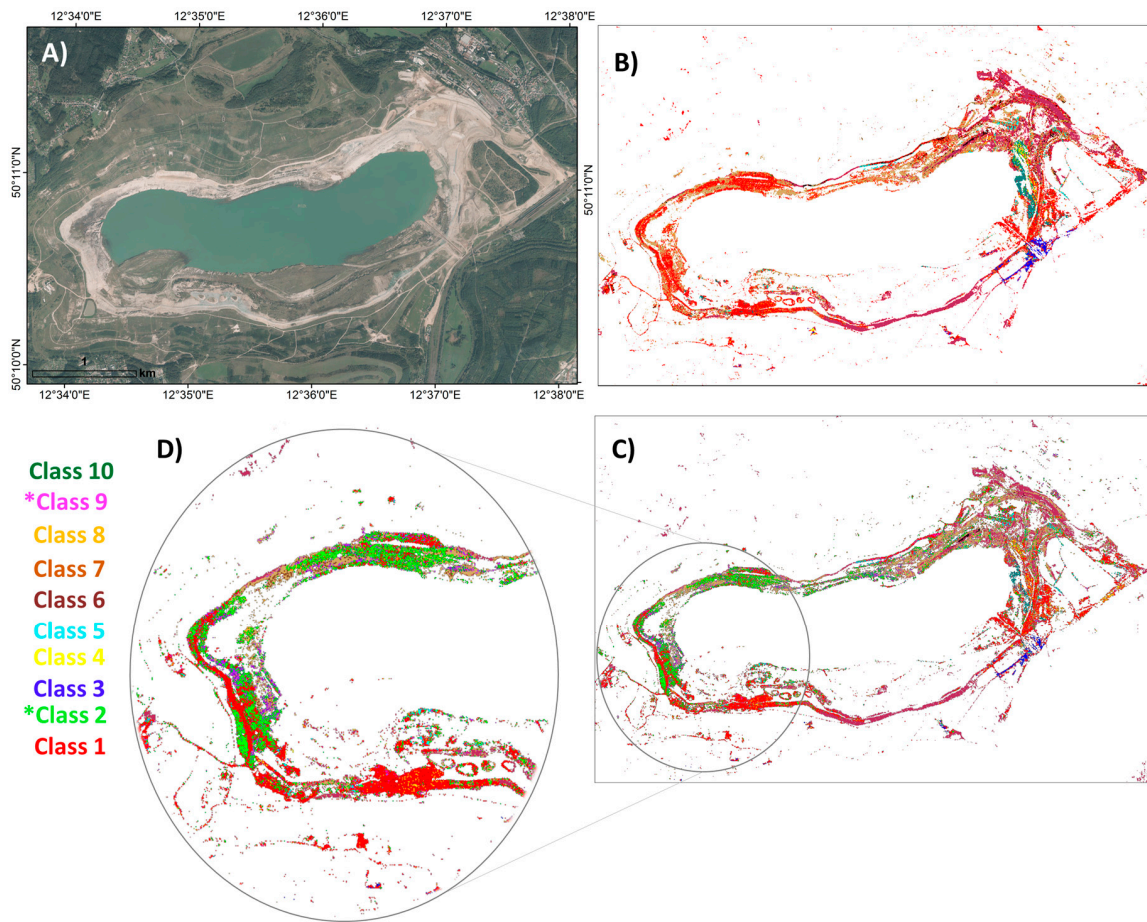 12°34'0"E 12°35'0"E 12°36'0"E 12°37'0"E 12°38'0"E
A)
B)
50°11'0"N
50°11'0"N
50°10'0"N
1
km
12°34'0"E 12°35'0"E 12°36'0"E 12°37'0"E 12°38'0"E
D)
C)
Class 10
*Class 9
Class 8
Class 7
Class 6
Class 5
Class 4
Class 3
*Class 2
Class 1